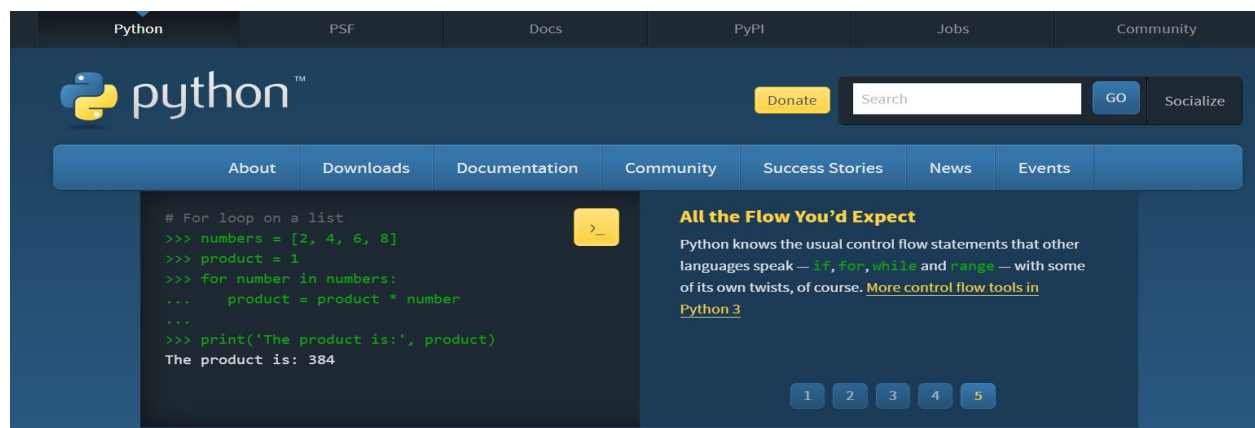 Python PSF Docs PyPI Jobs Community
python™
Donate Search GO Socialize
About Downloads Documentation Community Success Stories News Events
# For loop on a list
>>> numbers = [2, 4, 6, 8]
>>> product = 1
>>> for number in numbers:
...    product = product * number
...
>>> print('The product is:', product)
The product is: 384
>_
All the Flow You’d Expect
Python knows the usual control flow statements that other
languages speak — if, for, while and range — with some
of its own twists, of course. More control flow tools in
Python 3
1 2 3 4 5